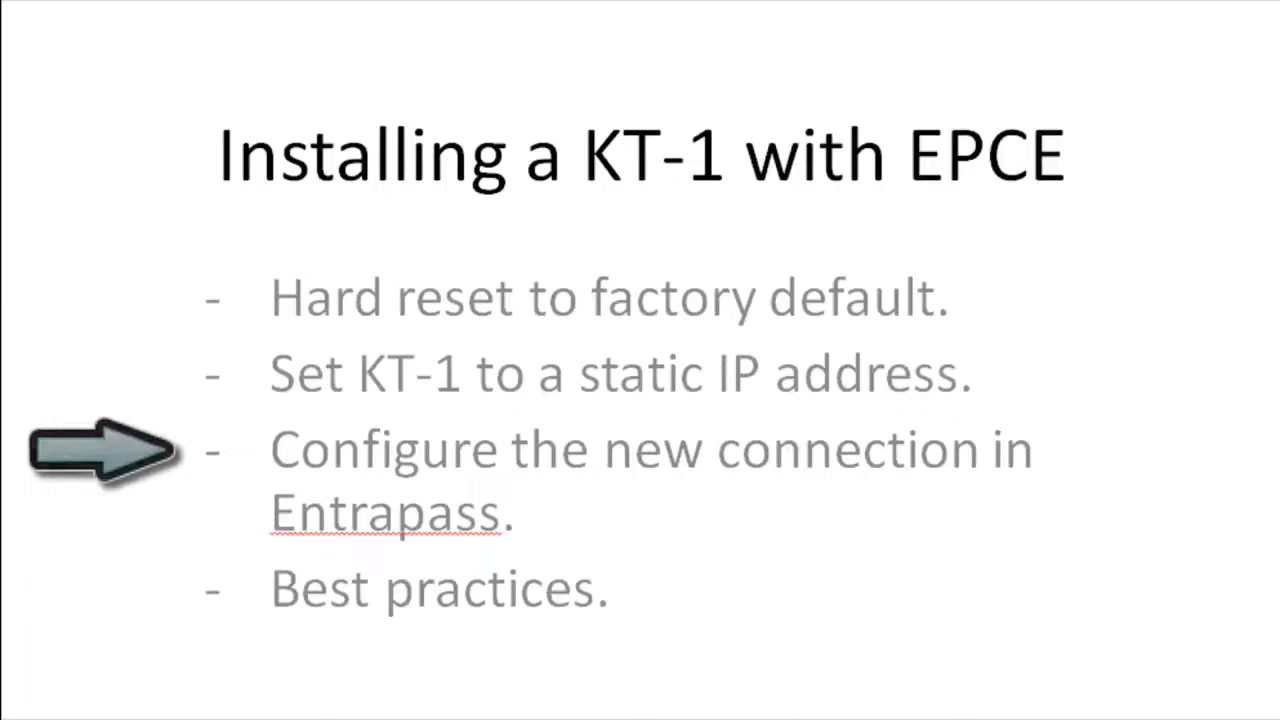 Installing a KT-1 with EPCE
- Hard reset to factory default.
- Set KT-1 to a static IP address.
- Configure the new connection in
Entrapass.
- Best practices.